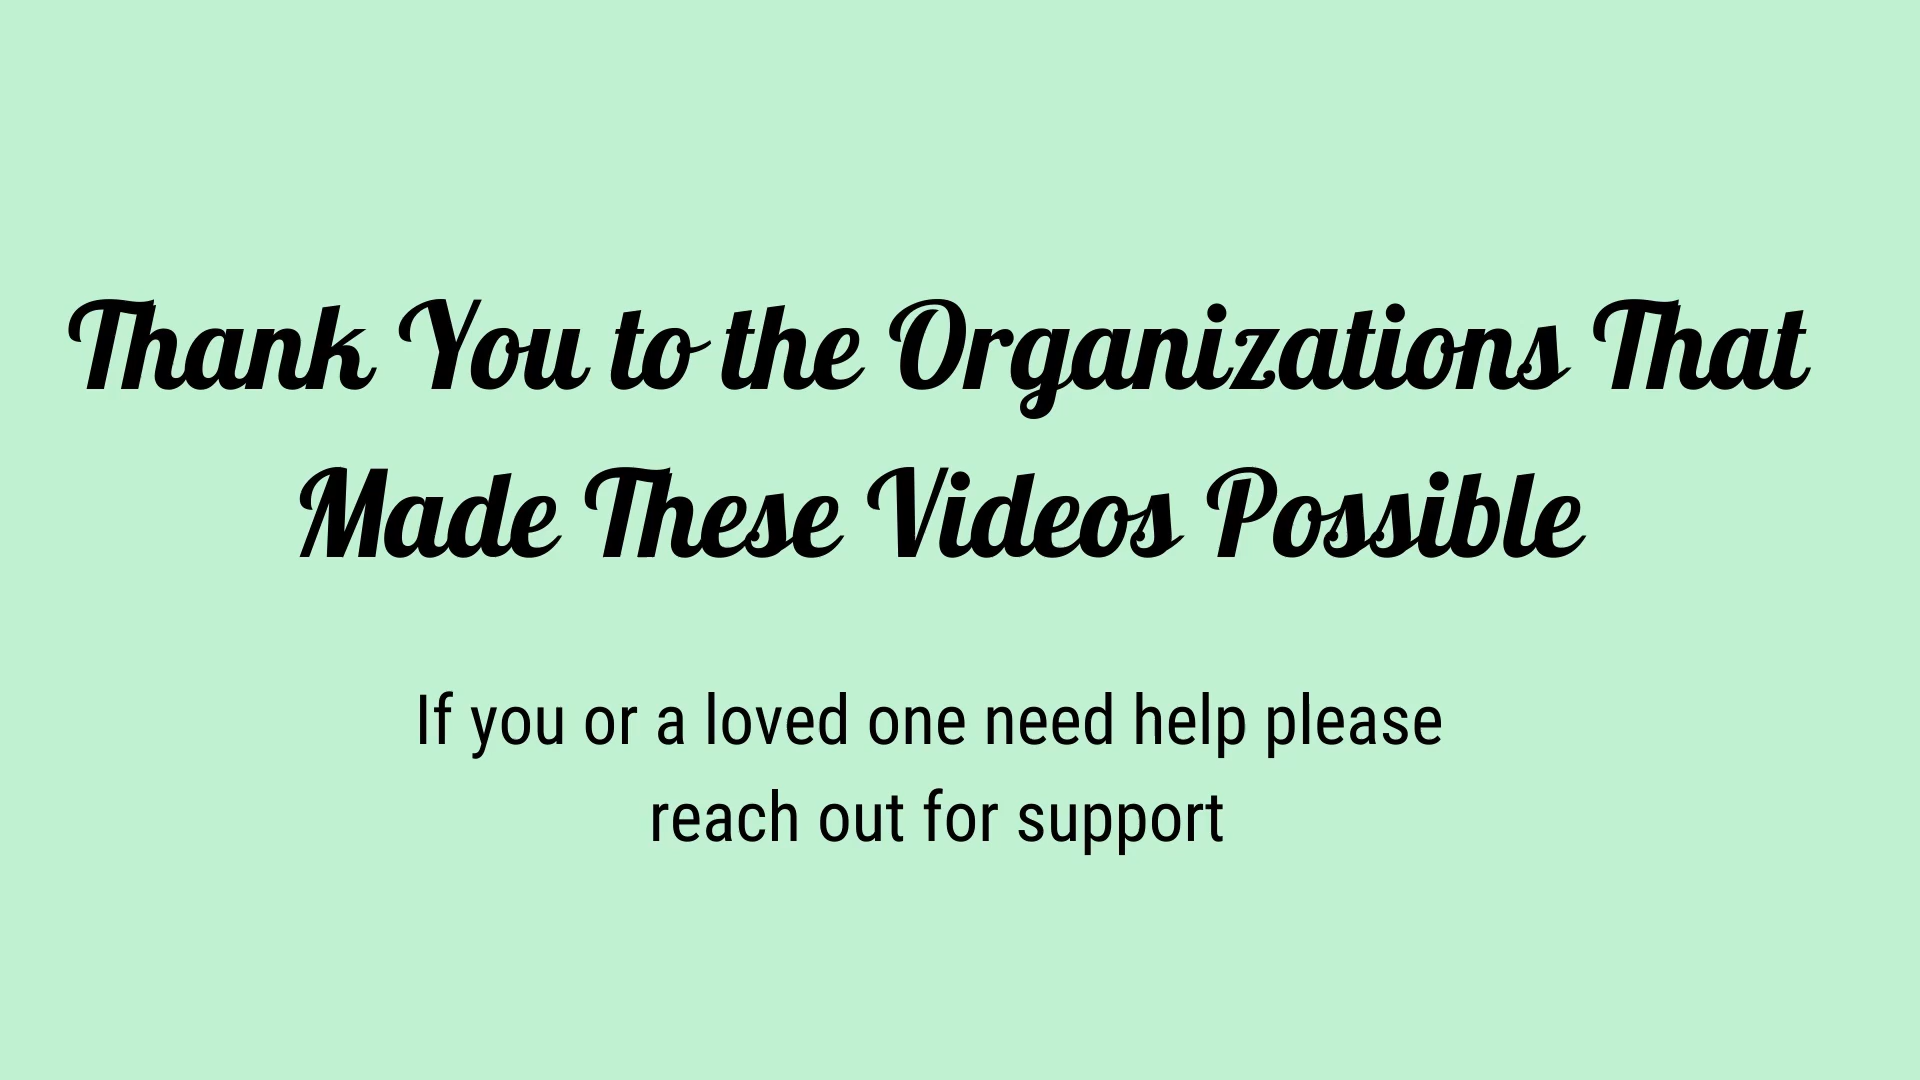 Thank You to the Organizations That
Made These Videos Possible
If you or a loved one need help please
reach out for support